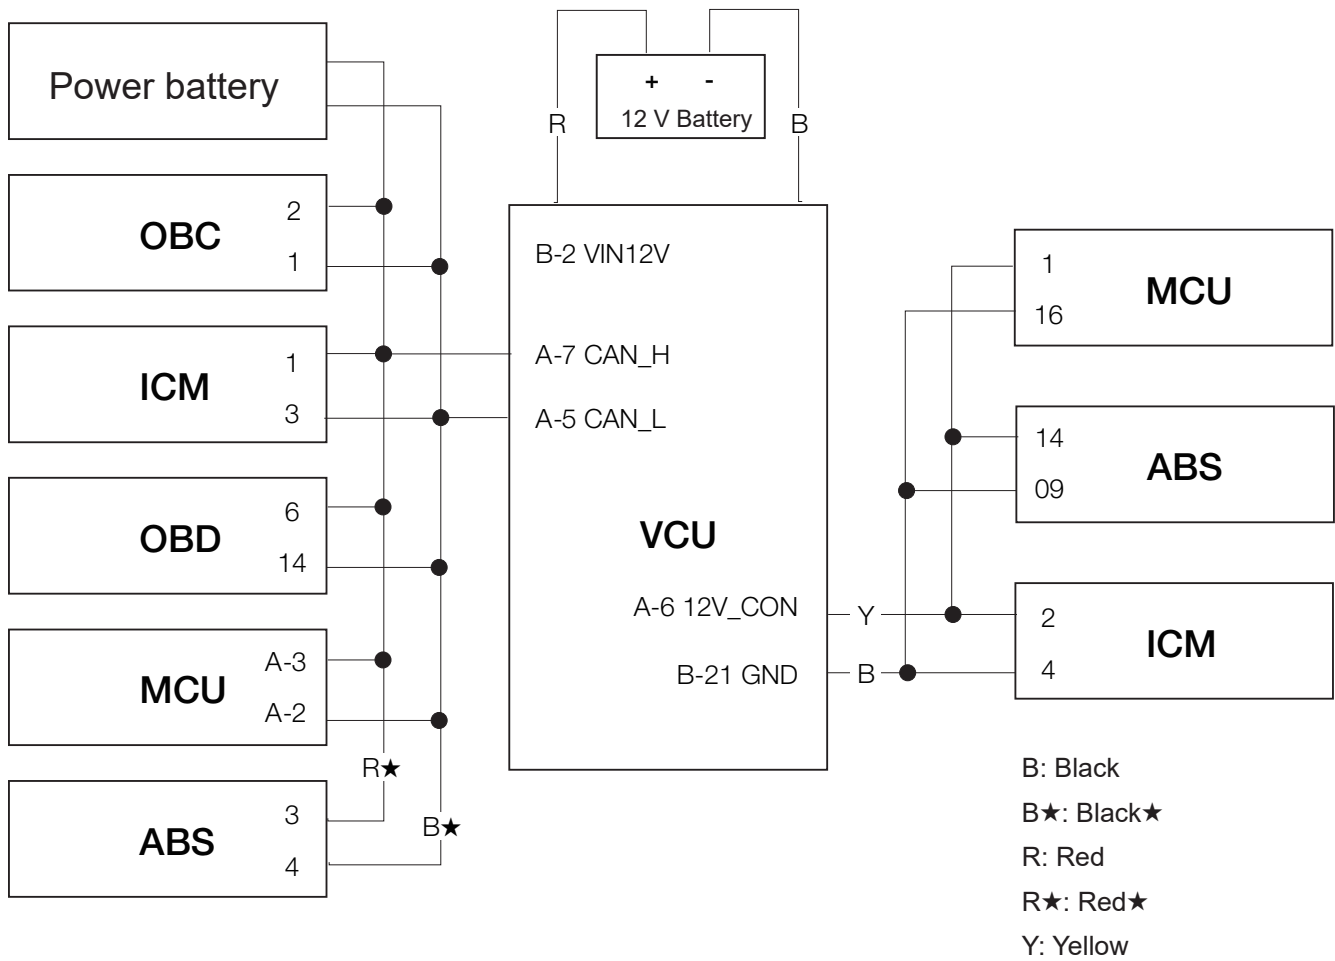 Power battery
OBC
2
1
ICM
1
3
OBD
6
14
MCU
A-3
A-2
R★
ABS
3
4
B★
R
+ -
12 V Battery
B
B-2 VIN12V
A-7 CAN_H
A-5 CAN_L
VCU
A-6 12V_CON
B-21 GND
Y
B
1
16
MCU
14
09
ABS
2
4
ICM
B: Black
B★: Black★
R: Red
R★: Red★
Y: Yellow